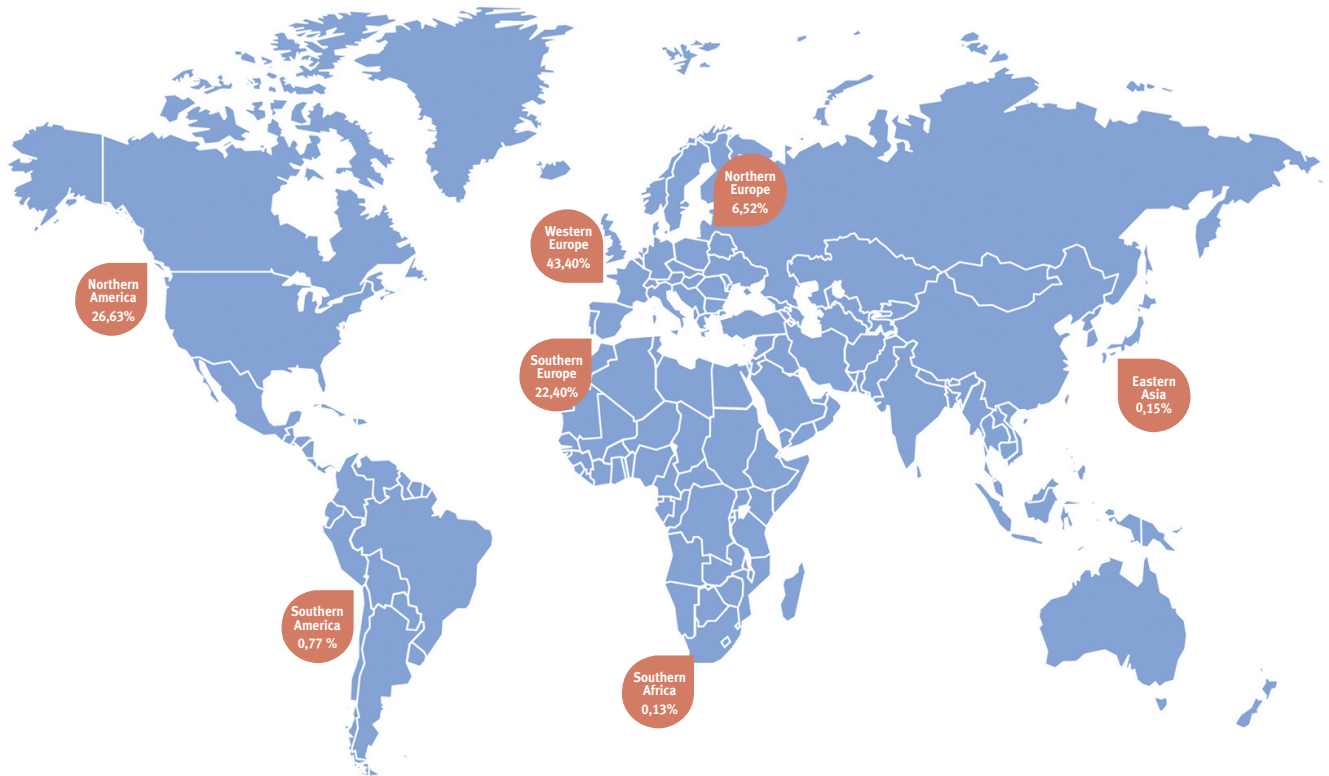 Northern
Europe
6,52%
Western
Europe
43,40%
Northern
America
26,63%
Southern
Europe
22,40%
Eastern
Asia
0,15%
Southern
America
0,77 %
Southern
Africa
0,13%